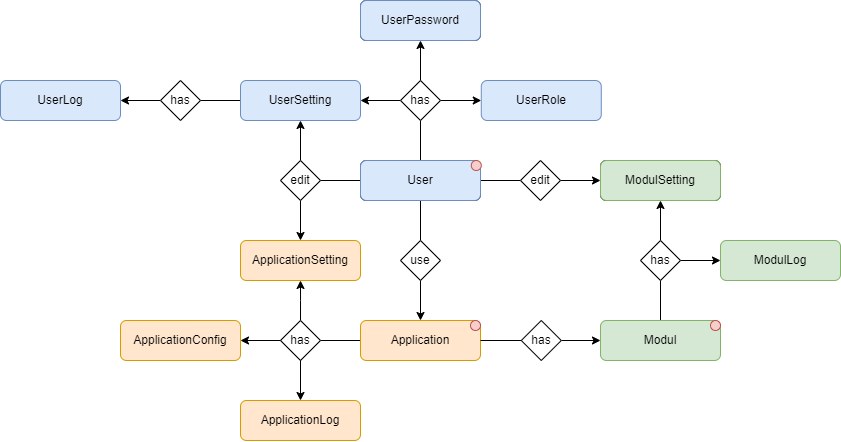 UserPassword
UserLog
has
UserSetting
has
UserRole
edit
User
edit
ModulSetting
ApplicationSetting
use
has
ModulLog
ApplicationConfig
has
Application
has
Modul
ApplicationLog